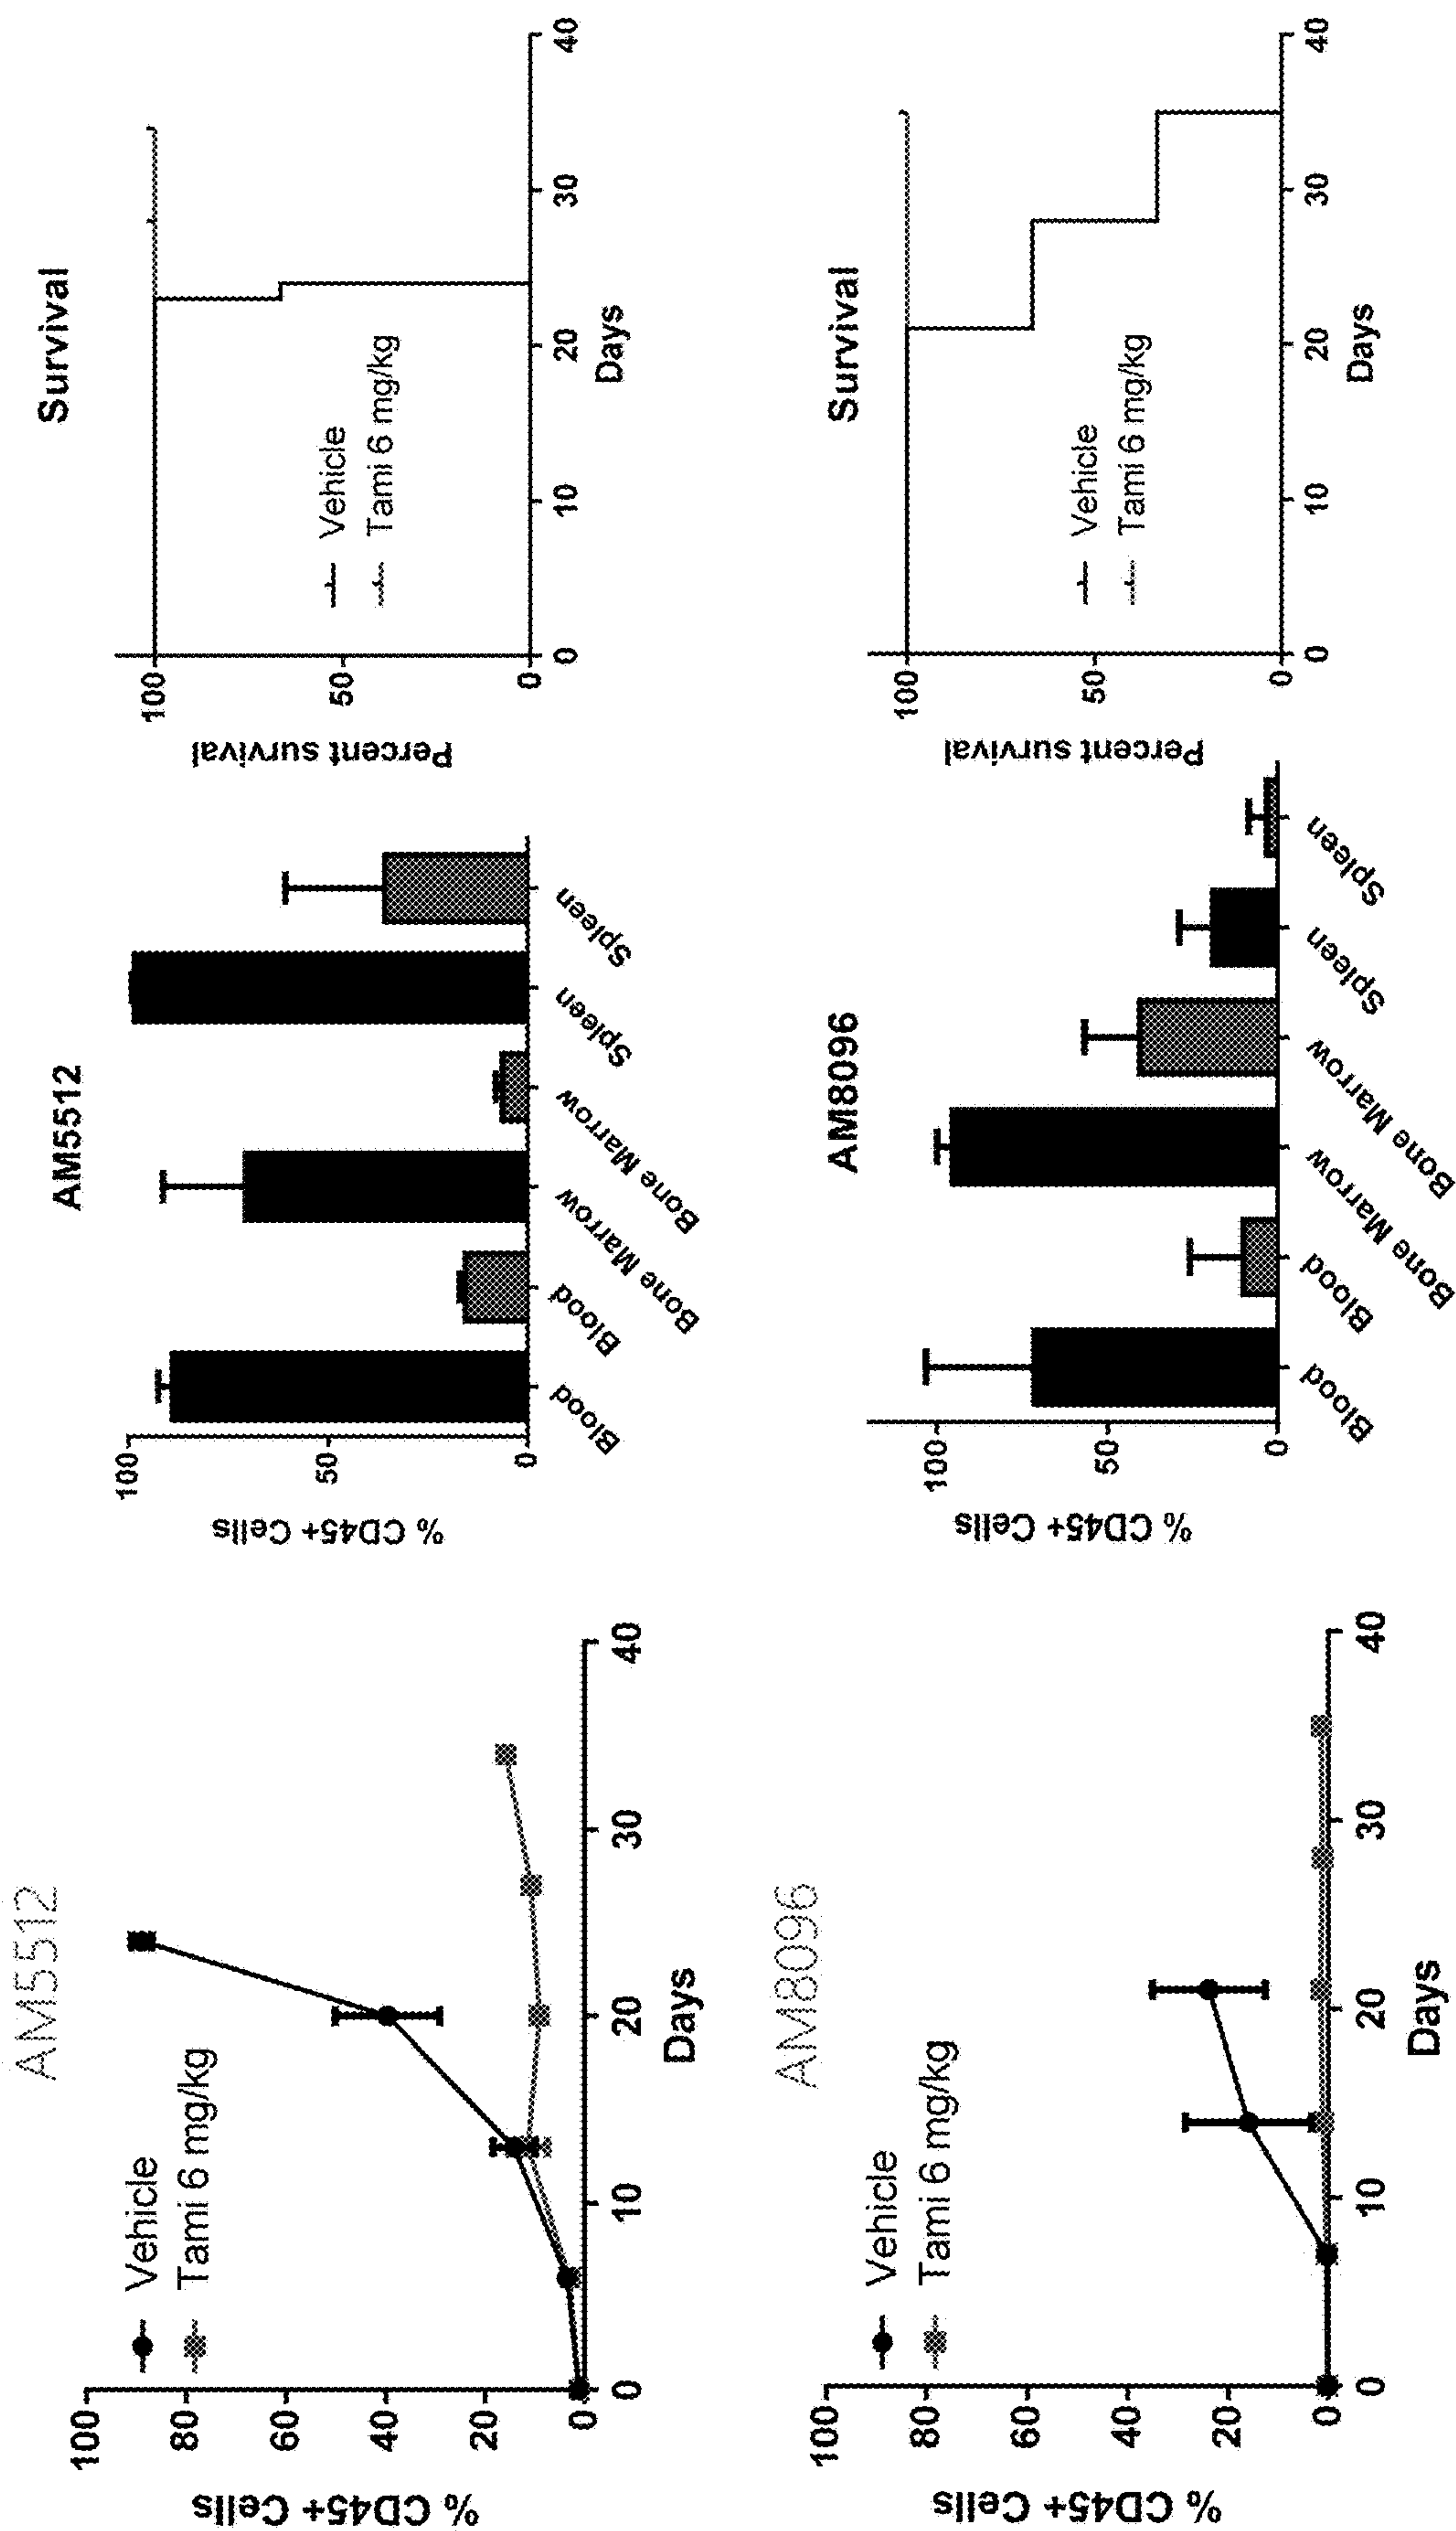 AM5512
Vehicle
Tami 6 mg/kg
% CD45+ Cells
100
80
60
40
20
0
0 10 20 30 40
Days
AM5512
% CD45+ Cells
100
50
0
Blood
Blood
Bone Marrow
Bone Marrow
Spleen
Spleen
Survival
Percent survival
100
50
0
Vehicle
Tami 6 mg/kg
0 10 20 30 40
Days
AM8096
Vehicle
Tami 6 mg/kg
% CD45+ Cells
100
80
60
40
20
0
0 10 20 30 40
Days
AM8096
% CD45+ Cells
100
50
0
Blood
Blood
Bone Marrow
Bone Marrow
Spleen
Spleen
Survival
Percent survival
100
50
0
Vehicle
Tami 6 mg/kg
0 10 20 30 40
Days